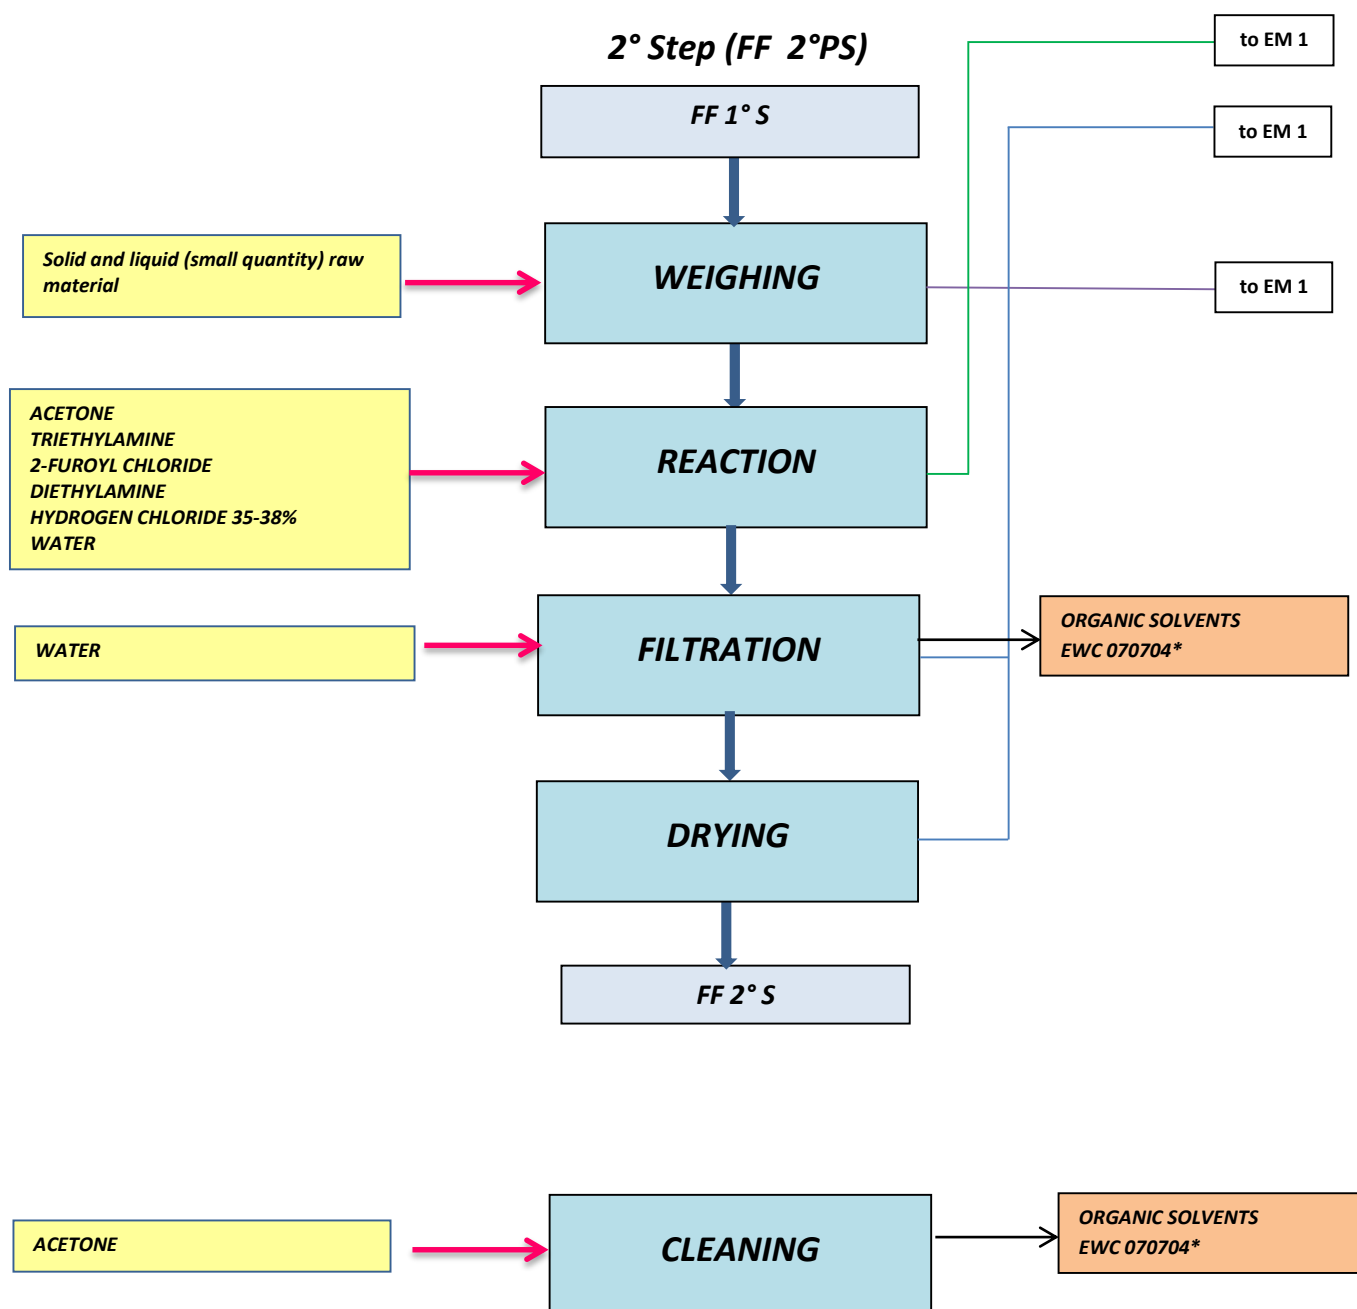 2° Step (FF 2°PS)
to EM 1
FF 1° S
to EM 1
Solid and liquid (small quantity) raw
material
WEIGHING
to EM 1
ACETONE
TRIETHYLAMINE
2-FUROYL CHLORIDE
DIETHYLAMINE
HYDROGEN CHLORIDE 35-38%
WATER
REACTION
WATER
FILTRATION
ORGANIC SOLVENTS
EWC 070704*
DRYING
FF 2° S
ACETONE
CLEANING
ORGANIC SOLVENTS
EWC 070704*